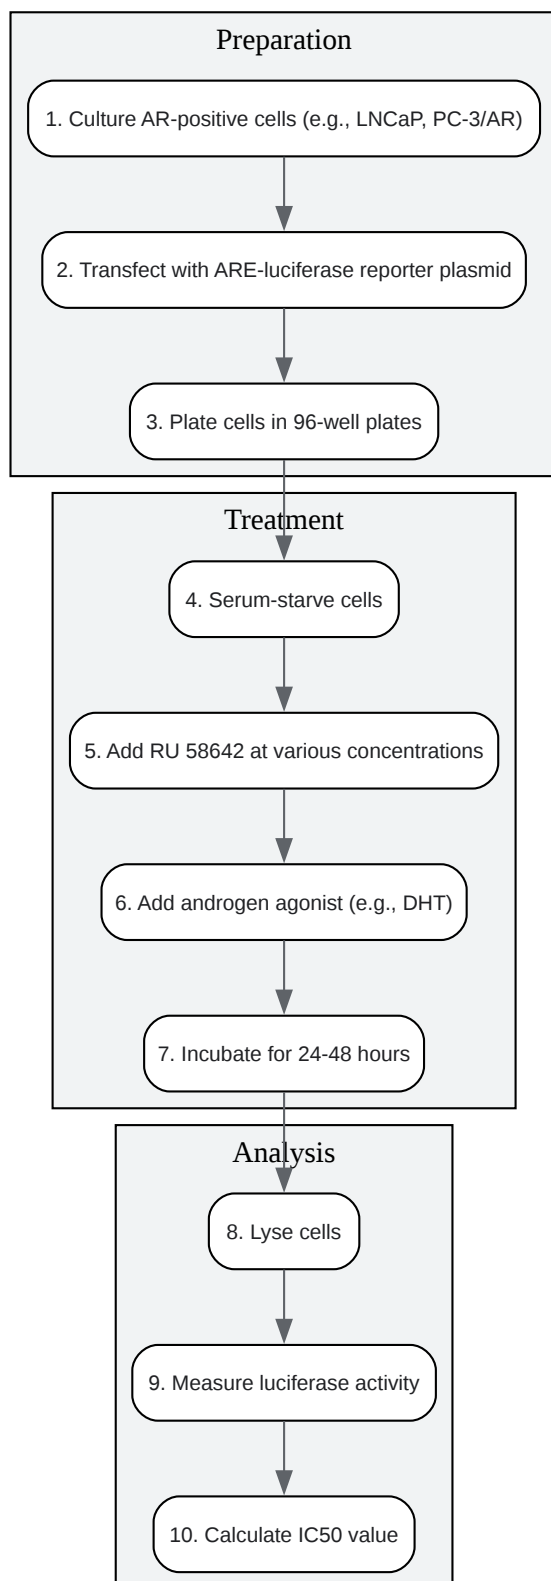 Preparation
1. Culture AR-positive cells (e.g., LNCaP, PC-3/AR)
2. Transfect with ARE-luciferase reporter plasmid
3. Plate cells in 96-well plates
Treatment
4. Serum-starve cells
5. Add RU 58642 at various concentrations
6. Add androgen agonist (e.g., DHT)
7. Incubate for 24-48 hours
Analysis
8. Lyse cells
9. Measure luciferase activity
10. Calculate IC50 value